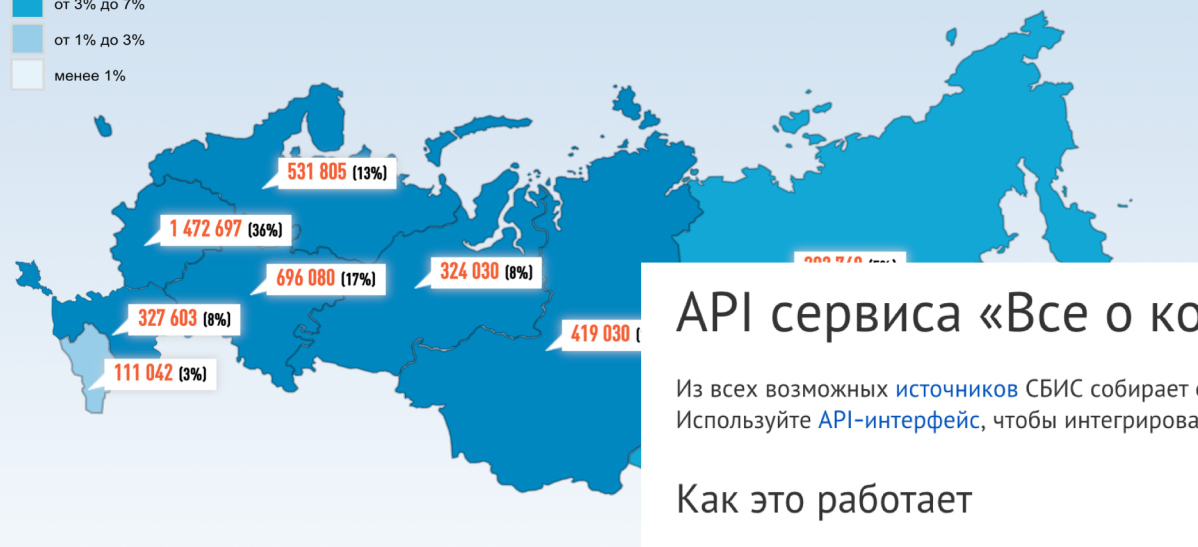 от 3% до 7%
от 1% до 3%
менее 1%
531 805 (13%)
1 472 697 (36%)
696 080 (17%)
324 030 (8%)
327 603 (8%)
419 030 (
111 042 (3%)
API сервиса «Все о ко
Из всех возможных источников СБИС собирает
Используйте API-интерфейс, чтобы интегрирова
Как это работает